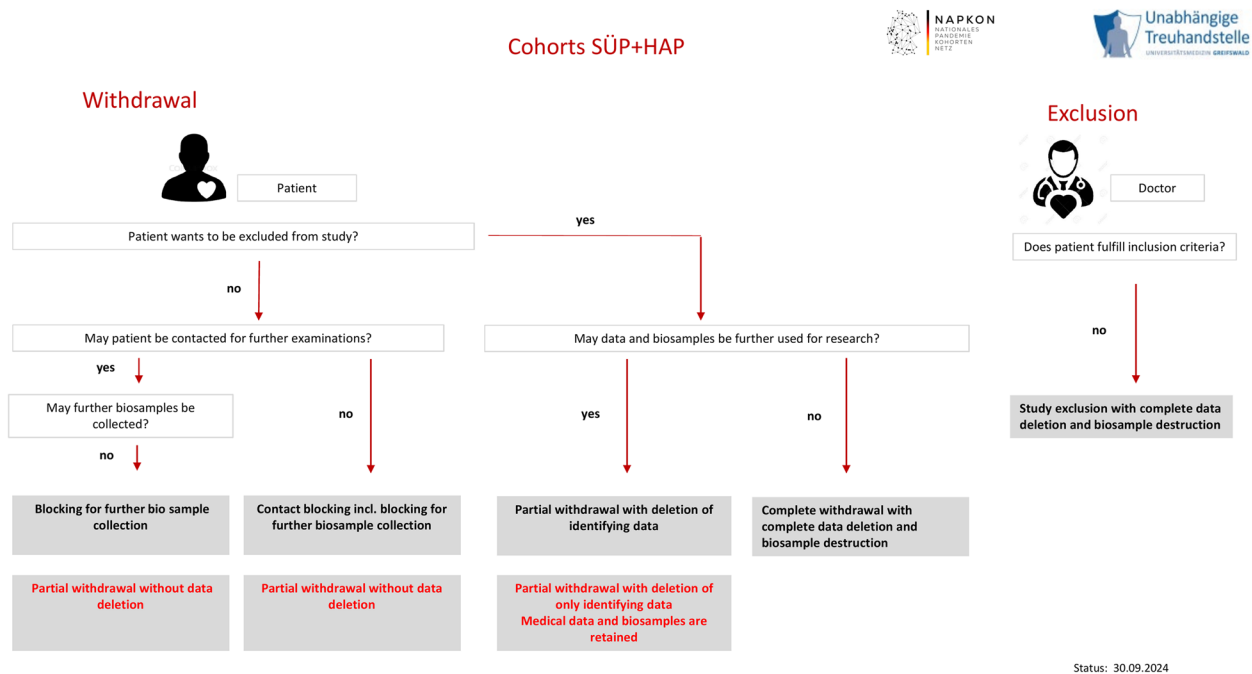 Cohorts SÜP+HAP
NAPKON
NATIONALES
PANDEMIE
KOHORTEN
NETZ
Unabhängige
Treuhandstelle
UNIVERSITÄTSMEDIZIN GREIFSWALD
Withdrawal
Exclusion
Patient
Doctor
Patient wants to be excluded from study?
yes
Does patient fulfill inclusion criteria?
no
May patient be contacted for further examinations?
May data and biosamples be further used for research?
no
yes
May further biosamples be
collected?
no
yes
no
Study exclusion with complete data
deletion and biosample destruction
no
Blocking for further bio sample
collection
Contact blocking incl. blocking for
further biosample collection
Partial withdrawal with deletion of
identifying data
Complete withdrawal with
complete data deletion and
biosample destruction
Partial withdrawal without data
deletion
Partial withdrawal without data
deletion
Partial withdrawal with deletion of
only identifying data
Medical data and biosamples are
retained
Status: 30.09.2024